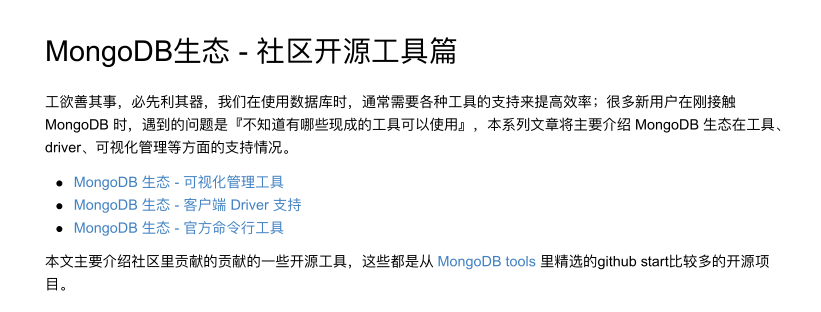 MongoDB生态 - 社区开源工具篇
工欲善其事，必先利其器，我们在使用数据库时，通常需要各种工具的支持来提高效率；很多新用户在刚接触
MongoDB 时，遇到的问题是『不知道有哪些现成的工具可以使用』，本系列文章将主要介绍 MongoDB 生态在工具、
driver、可视化管理等方面的支持情况。
● MongoDB 生态 - 可视化管理工具
● MongoDB 生态 - 客户端 Driver 支持
● MongoDB 生态 - 官方命令行工具
本文主要介绍社区里贡献的贡献的一些开源工具，这些都是从 MongoDB tools 里精选的github start比较多的开源项
目。